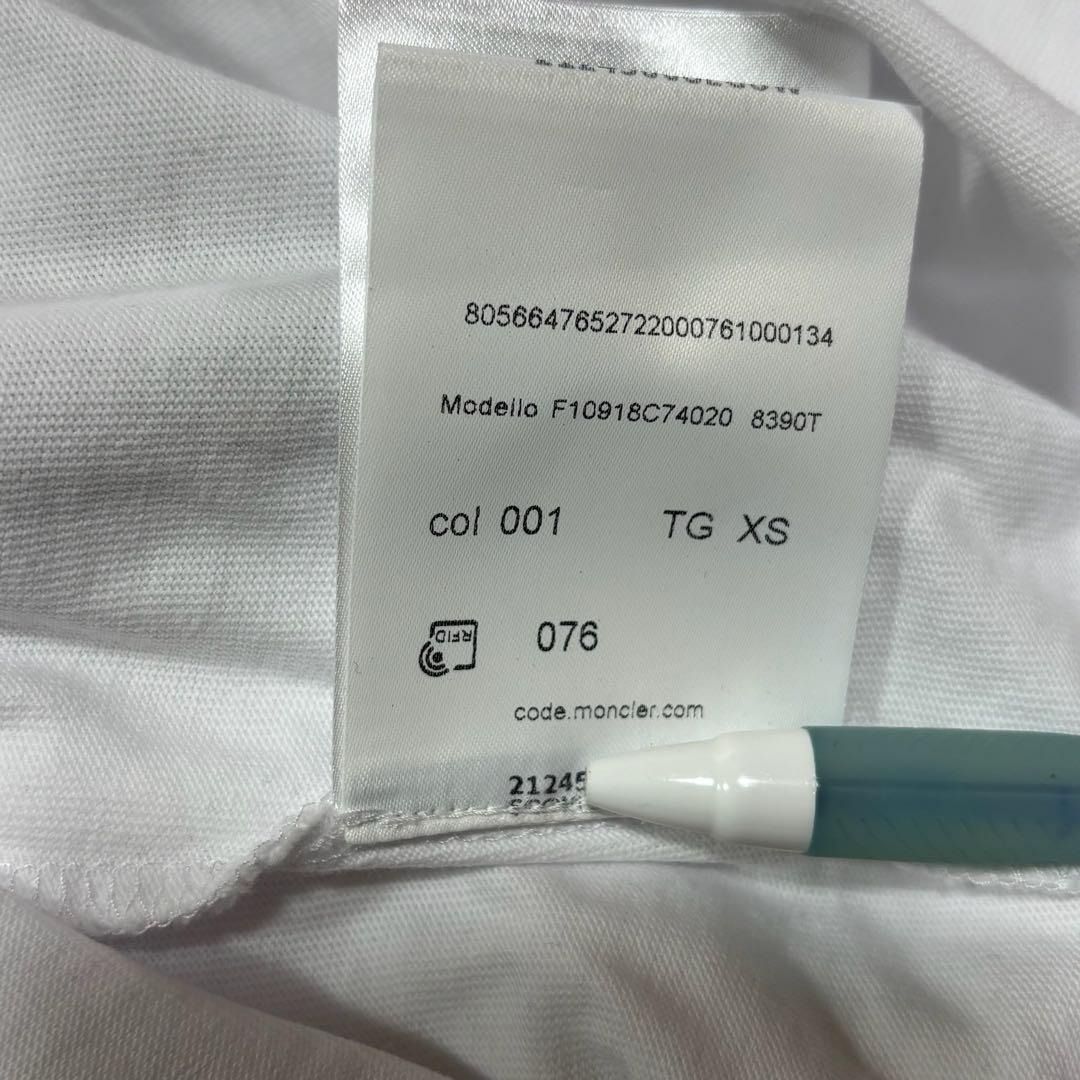 8056647652722000761000134
Modello F10918C74020 8390T
col 001 TG XS
RFID 076
code.moncler.com
21245